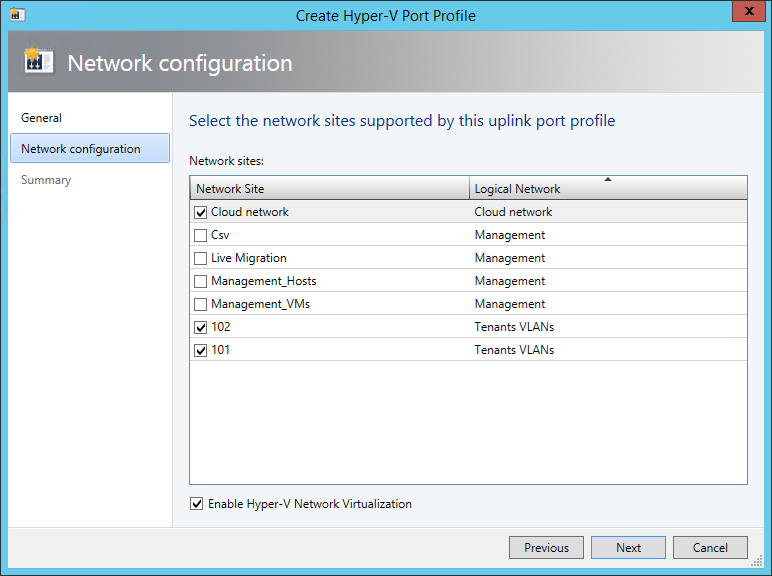 Create Hyper-V Port Profile
x
Network configuration
General
Network configuration
Summary
Select the network sites supported by this uplink port profile
Network sites:
Network Site Logical Network
Cloud network Cloud network
Csv Management
Live Migration Management
Management_Hosts Management
Management_VMs Management
102 Tenants VLANs
101 Tenants VLANs
Enable Hyper-V Network Virtualization
Previous Next Cancel